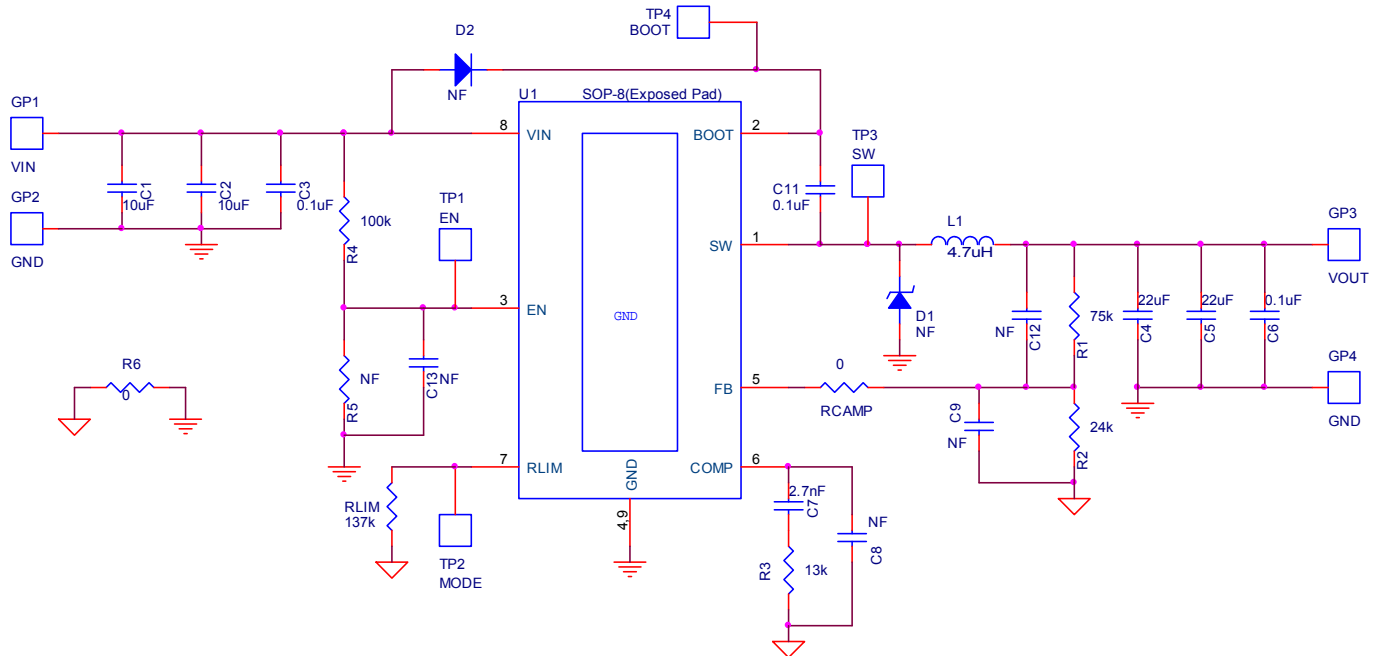 TP4
BOOT
D2
NF
GP1
VIN
GP2
GND
C1
10uF
C2
10uF
C3
0.1uF
100k
R4
TP1
EN
U1
SOP-8(Exposed Pad)
8
VIN
BOOT
2
3
EN
SW
1
GND
FB
5
7
RLIM
COMP
6
GND
4,9
TP3
SW
C11
0.1uF
L1
4.7uH
D1
NF
NF
C12
75k
R1
22uF
C4
22uF
C5
0.1uF
C6
GP3
VOUT
GP4
GND
0
RCAMP
C9
NF
24k
R2
R6
0
NF
R5
NF
C13
RLIM
137k
TP2
MODE
2.7nF
C7
R3
13k
NF
C8